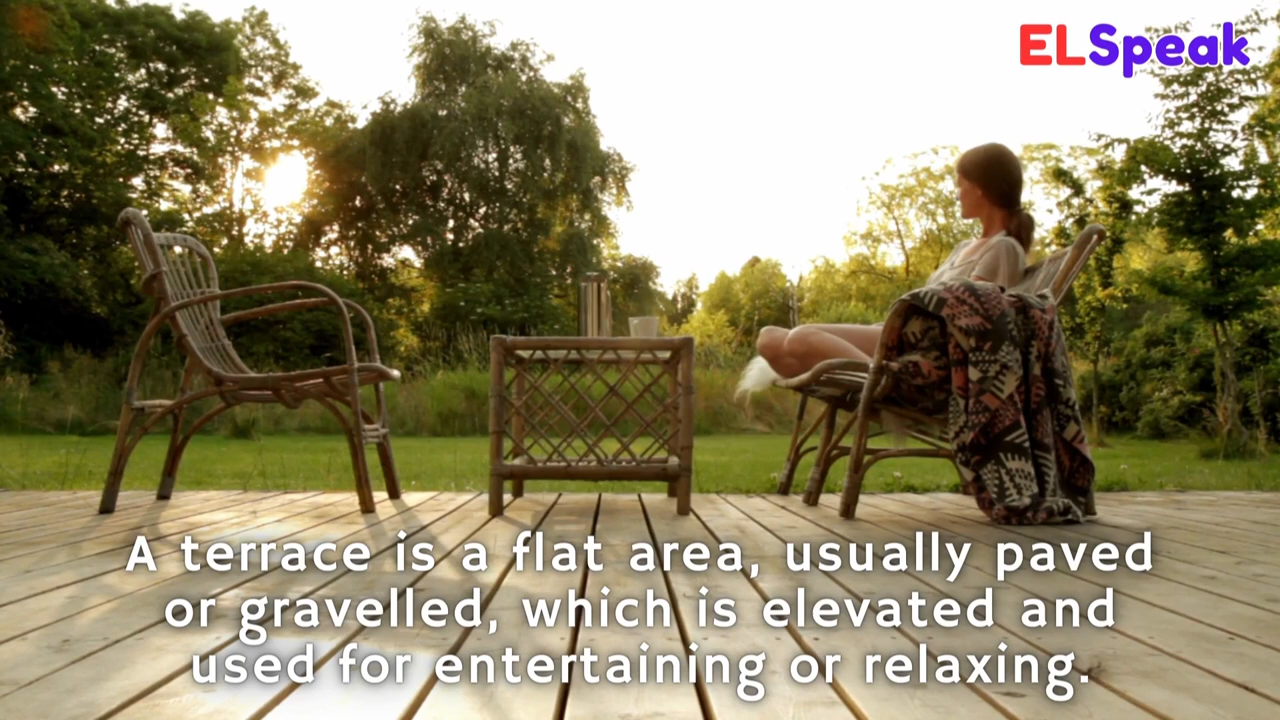 ELSpeak
A terrace is a flat area, usually paved
or gravelled, which is elevated and
used for entertaining or relaxing.